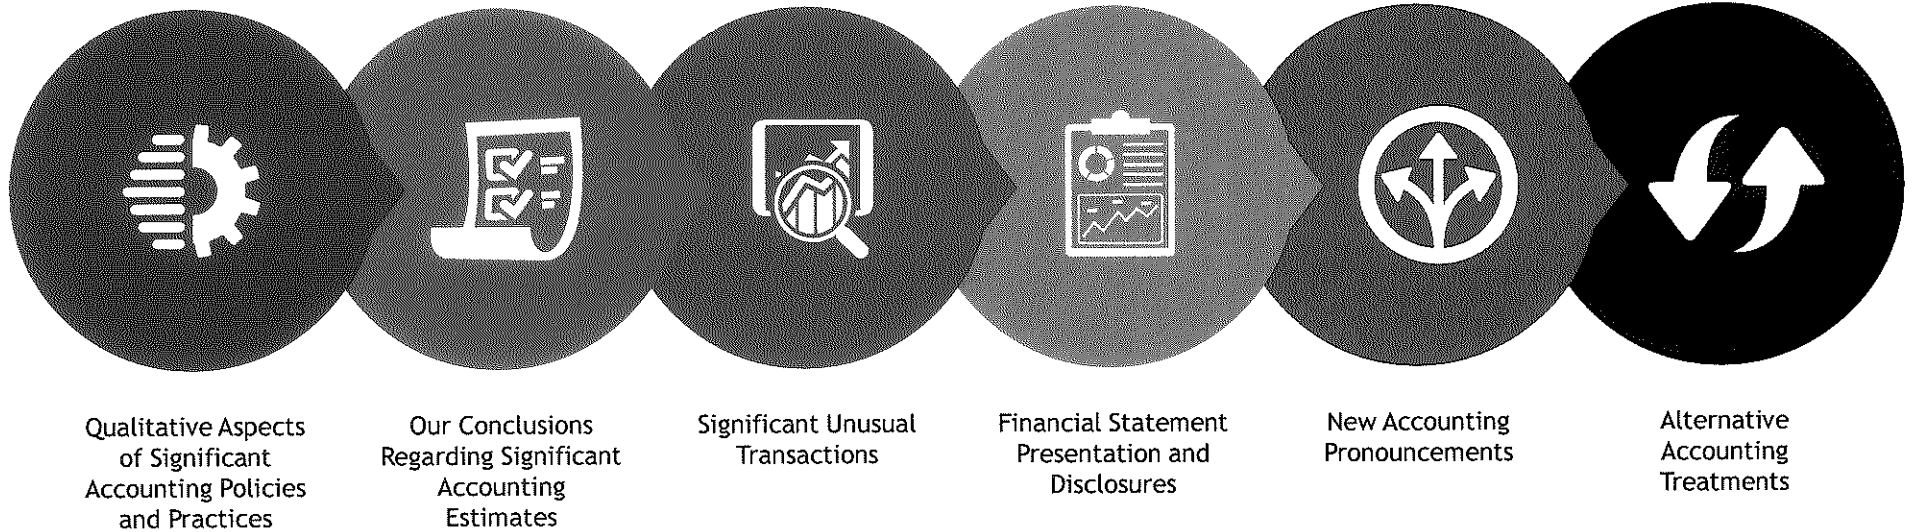 Qualitative Aspects
of Significant
Accounting Policies
and Practices
Our Conclusions
Regarding Significant
Accounting
Estimates
Significant Unusual
Transactions
Financial Statement
Presentation and
Disclosures
New Accounting
Pronouncements
Alternative
Accounting
Treatments